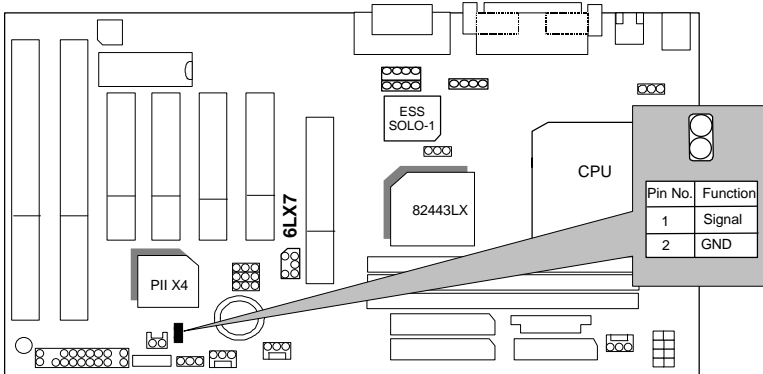 ESS
SOLO-1
CPU
6LX7
82443LX
PII X4
Pin No. Function
1 Signal
2 GND